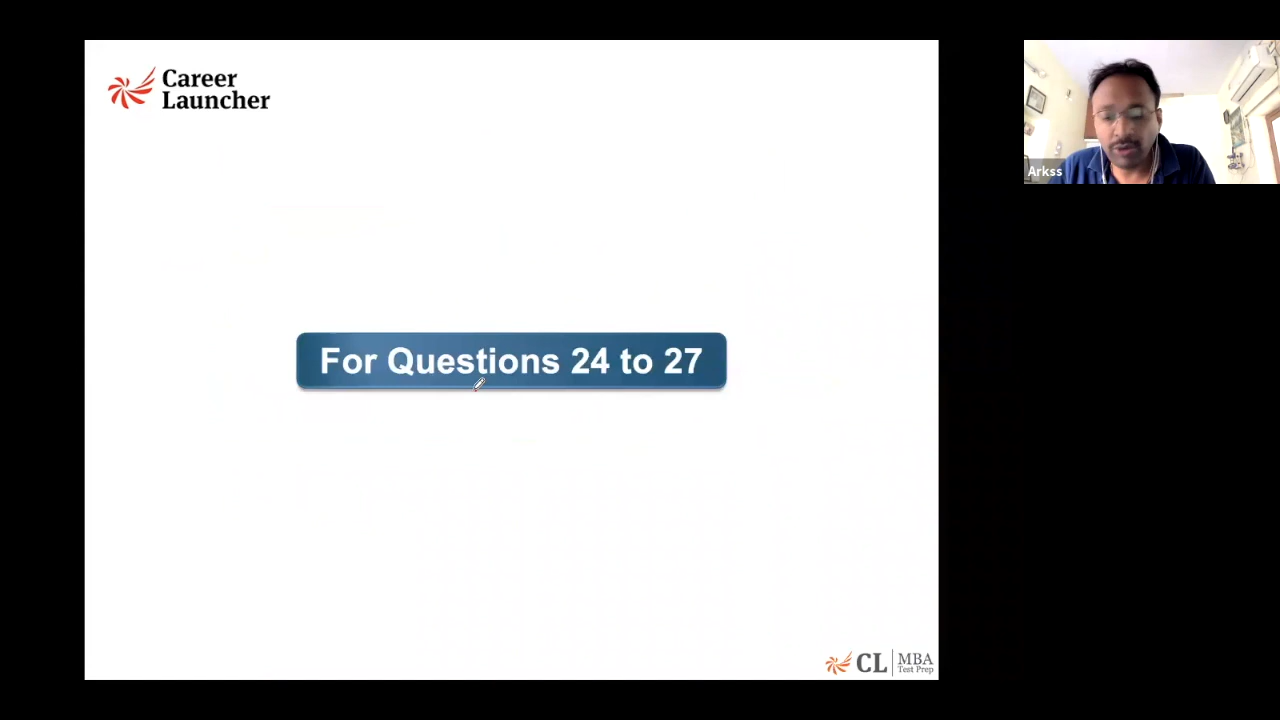 Career
Launcher
Arkss
For Questions 24 to 27
CL MBA
Test Prep